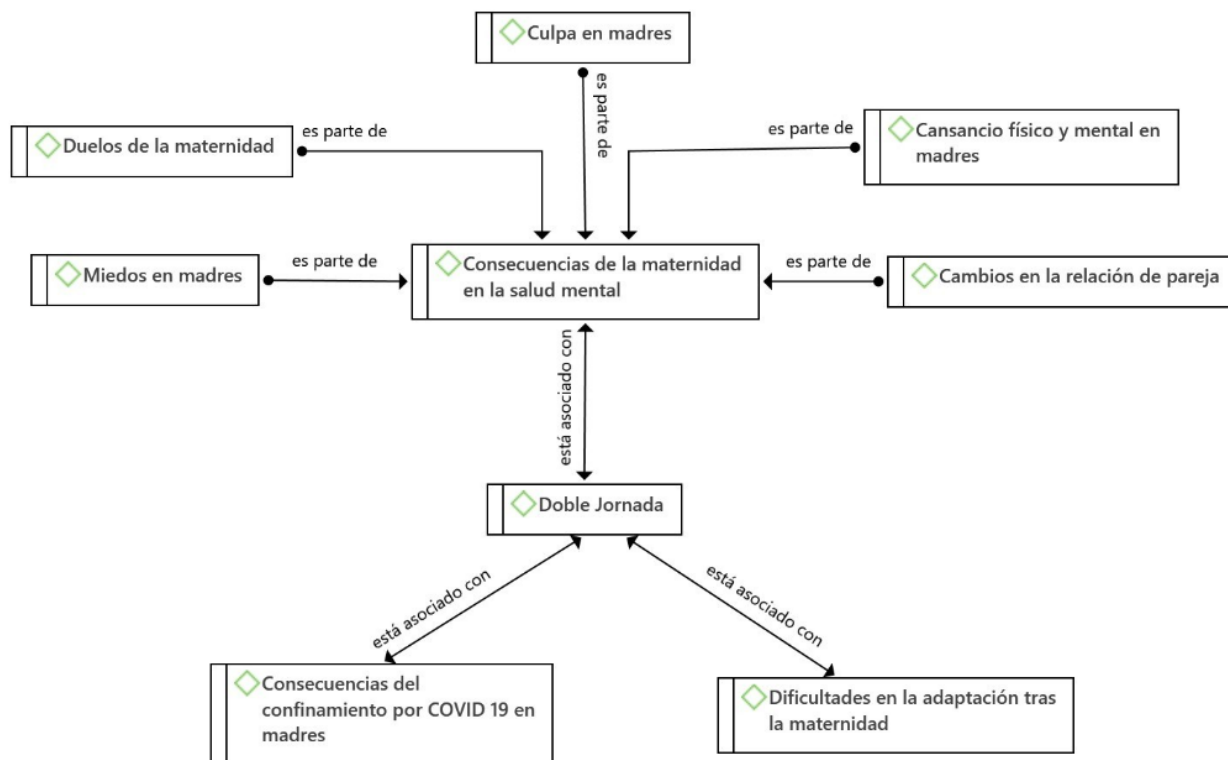 Culpa en madres
es parte de
es parte de
Duelos de la maternidad
es parte de
Cansancio físico y mental en
madres
Miedos en madres
es parte de
Consecuencias de la maternidad
en la salud mental
es parte de
Cambios en la relación de pareja
está asociado con
Doble Jornada
está asociado con
está asociado con
Consecuencias del
confinamiento por COVID 19 en
madres
Dificultades en la adaptación tras
la maternidad